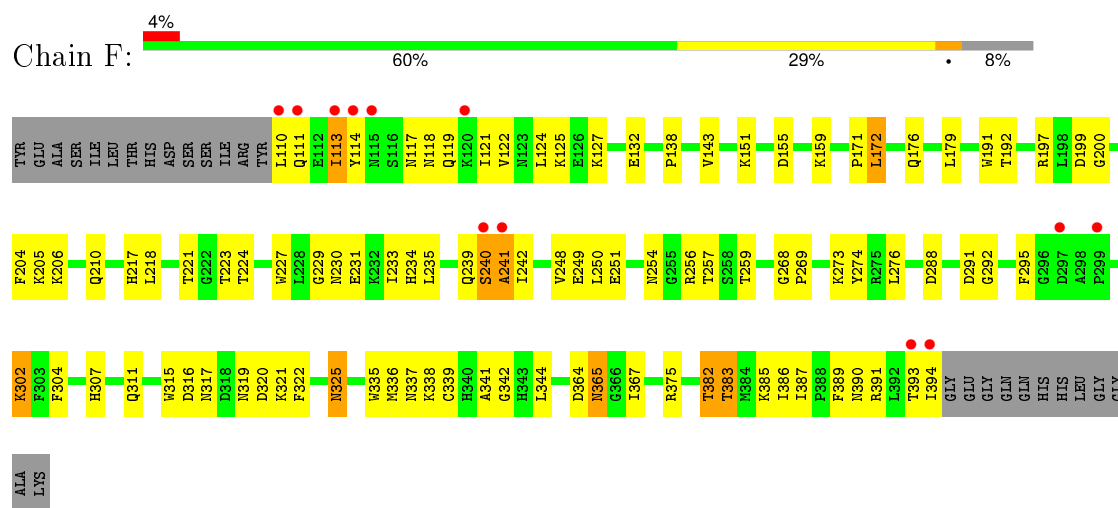 4%
Chain F:
60% 29% • 8%
TYR GLU ALA SER ILE LEU THR HIS ASP SER SER ILE ARG TYR L110 Q111 E112 I113 Y114 N115 S116 N117 N118 Q119 K120 I121 V122 N123 L124 K125 E126 K127 E132 P138 V143 K151 D155 K159 P171 L172 Q176 L179 W191 T192 R197 L198 D199 G200
F204 K205 K206 Q210 H217 L218 T221 G222 T223 T224 W227 L228 G229 N230 E231 K232 I233 H234 L235 Q239 S240 A241 I242 V248 E249 L250 E251 N254 G255 R256 T257 S258 T259 G268 P269 K273 Y274 R275 L276 D288 D291 G292 F295 G296 D297 A298 P299
K302 F303 F304 H307 Q311 W315 D316 N317 D318 N319 D320 K321 F322 N325 W335 M336 N337 K338 C339 H340 A341 G342 H343 L344 D364 N365 G366 I367 R375 T382 T383 M384 K385 I386 I387 P388 F389 N390 R391 L392 T393 I394 GLY GLU GLY GLN GLN HIS HIS LEU GLY GLY
ALA LYS